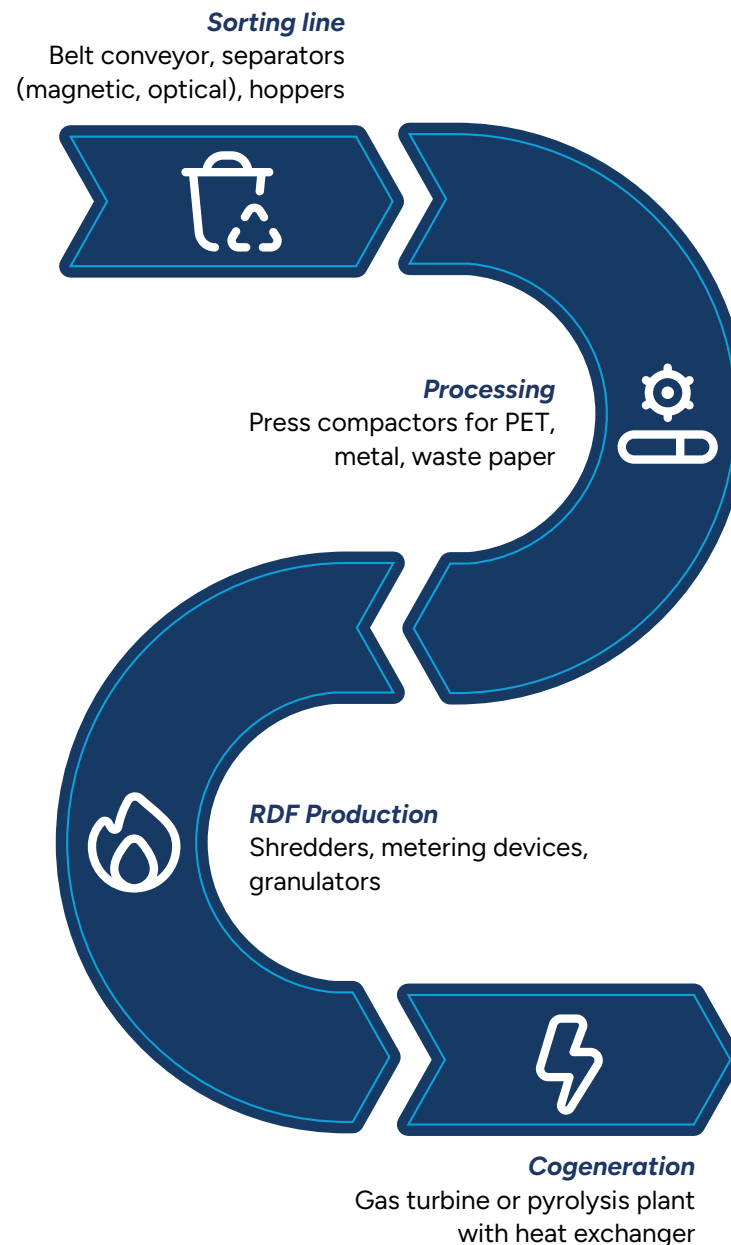 Sorting line
Belt conveyor, separators
(magnetic, optical), hoppers
Processing
Press compactors for PET,
metal, waste paper
RDF Production
Shredders, metering devices,
granulators
Cogeneration
Gas turbine or pyrolysis plant
with heat exchanger